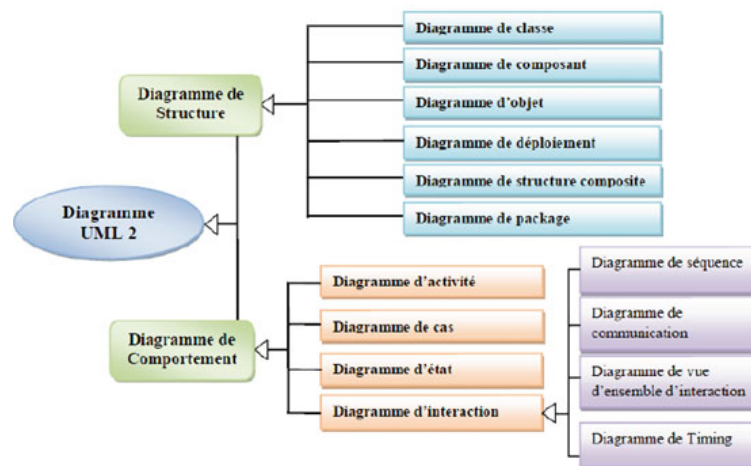 Diagramme de classe
Diagramme de composant
Diagramme de
Structure
Diagramme d'objet
Diagramme de déploiement
Diagramme de structure composite
Diagramme de package
Diagramme
UML 2
Diagramme de
Comportement
Diagramme d'activité
Diagramme de cas
Diagramme d'état
Diagramme d'interaction
Diagramme de séquence
Diagramme de
communication
Diagramme de vue
d'ensemble d'interaction
Diagramme de Timing